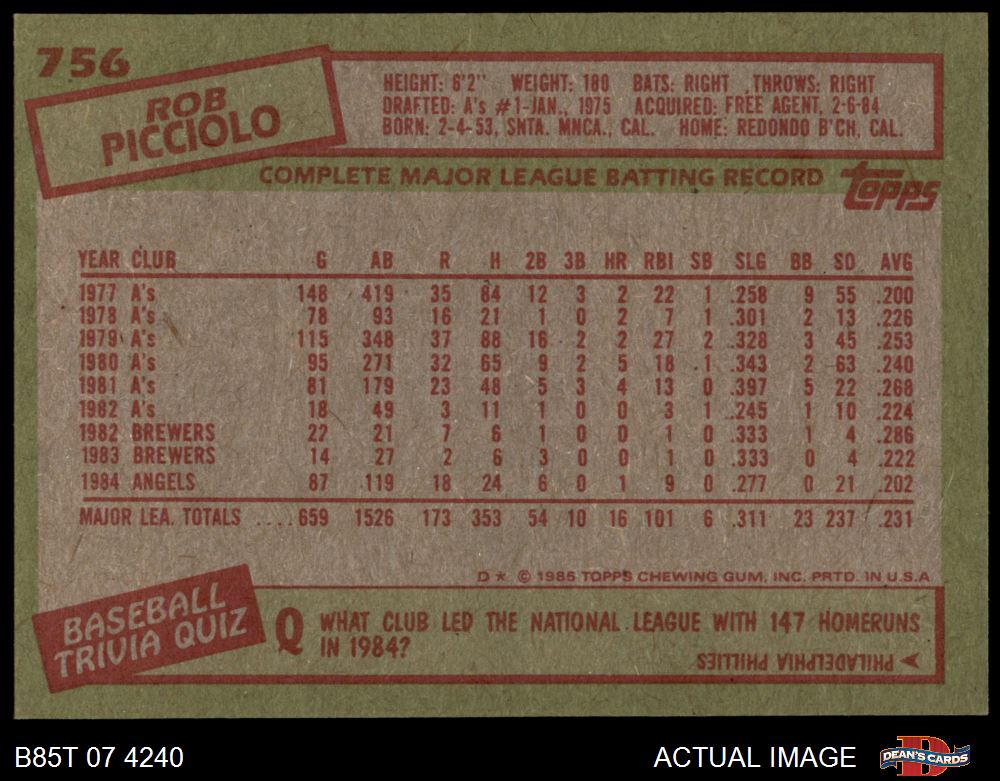 756
ROB
PICCIOLO
HEIGHT: 6'2" WEIGHT: 180 BATS: RIGHT THROWS: RIGHT
DRAFTED: A's #1-JAN., 1975 ACQUIRED: FREE AGENT, 2-6-84
BORN: 2-4-53, SNTA. MNCA., CAL. HOME: REDONDO B'CH, CAL.
COMPLETE MAJOR LEAGUE BATTING RECORD
topps
YEAR CLUB G AB R H 2B 3B HR RBI SB SLG BB SO AVG
1977 A's 148 419 35 84 12 3 2 22 1 .258 9 55 .200
1978 A's 78 93 16 21 1 0 2 7 1 .301 2 13 .226
1979 A's 115 348 37 88 16 2 2 27 2 .328 3 45 .253
1980 A's 95 271 32 65 9 2 5 18 1 .343 2 63 .240
1981 A's 81 179 23 48 5 3 4 13 0 .397 5 22 .268
1982 A's 18 49 3 11 1 0 0 3 1 .245 1 10 .224
1982 BREWERS 22 21 7 6 1 0 0 1 0 .333 1 4 .286
1983 BREWERS 14 27 2 6 3 0 0 1 0 .333 0 4 .222
1984 ANGELS 87 119 18 24 6 0 1 9 0 .277 0 21 .202
MAJOR LEA. TOTALS ....659 1526 173 353 54 10 16 101 6 .311 23 237 .231
D * © 1985 TOPPS CHEWING GUM, INC. PRTD. IN U.S.A
BASEBALL
TRIVIA QUIZ
Q WHAT CLUB LED THE NATIONAL LEAGUE WITH 147 HOMERUNS
IN 1984?
PHILADELPHIA PHILLIES
B85T 07 4240
ACTUAL IMAGE
DEAN'S CARDS